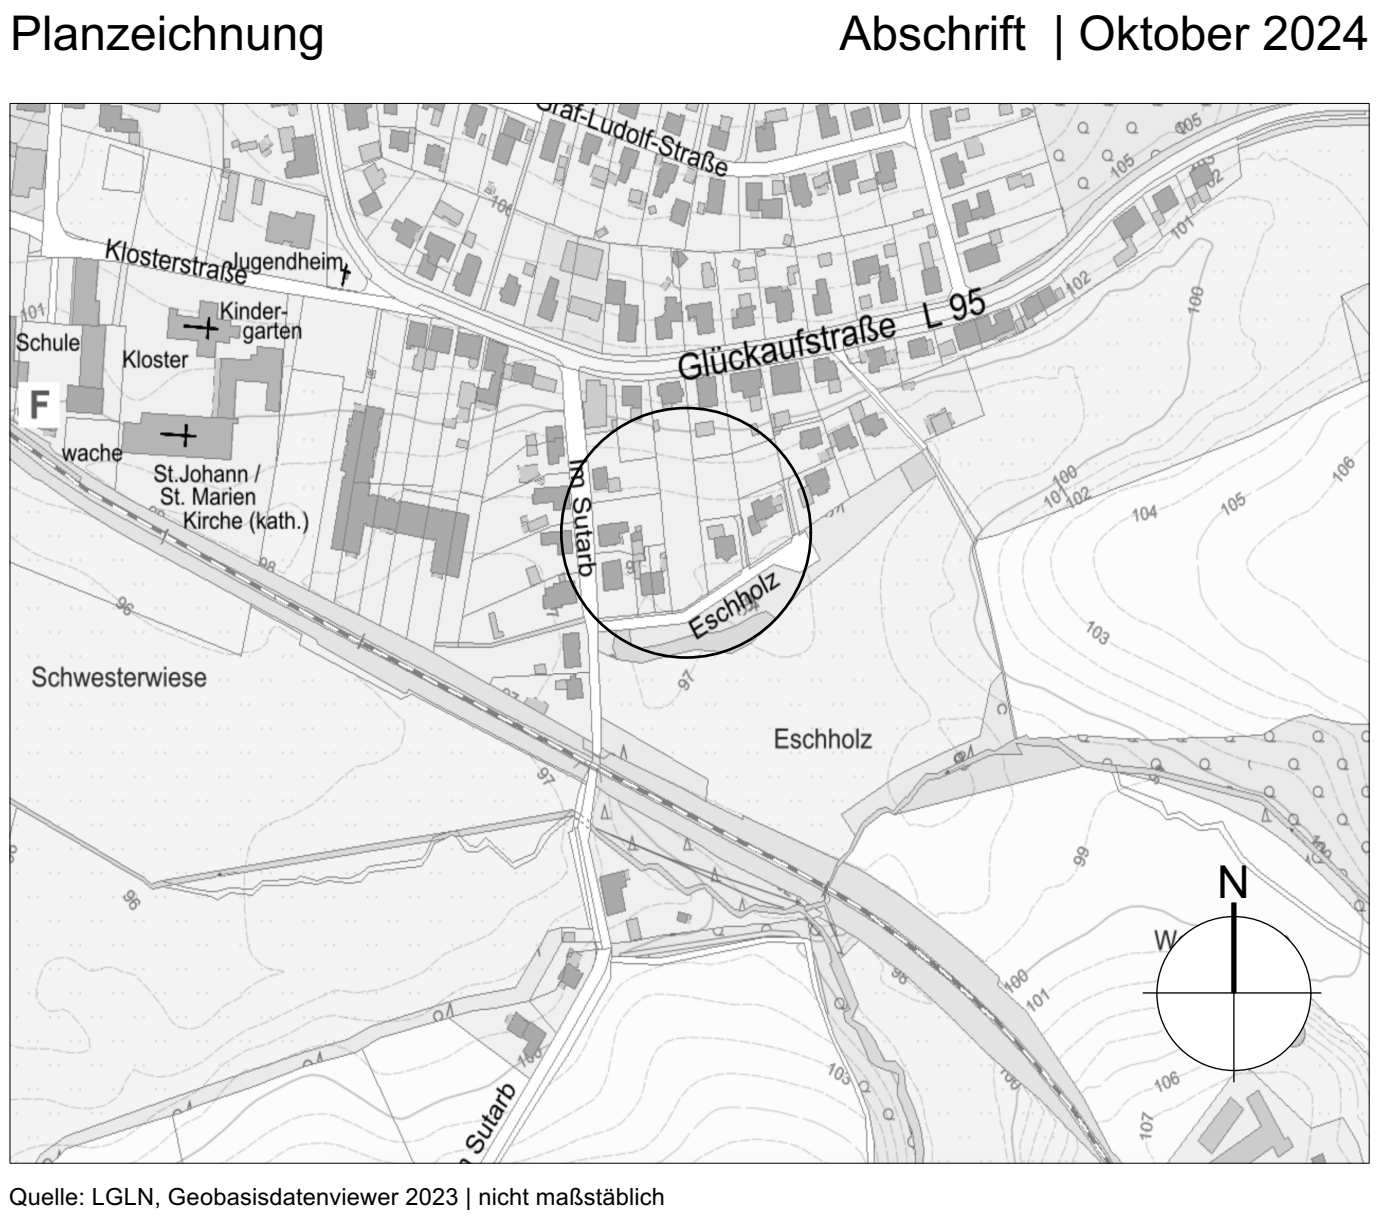 Planzeichnung
Abschrift | Oktober 2024
Graf-Ludolf-Straße
105
105
102
101
102
100
100
Klosterstraße
Jugendheim
Kinder-
garten
101
Schule
Kloster
Glückaufstraße L 95
F
wache
St.Johann /
St. Marien
Kirche (kath.)
Im Sutarb
100
102
104
105
106
98
96
97
Eschholz
103
Schwesterwiese
97
Eschholz
97
99
96
N
W
98
100
101
103
100
106
107
Sutarb
Quelle: LGLN, Geobasisdatenviewer 2023 | nicht maßstäblich